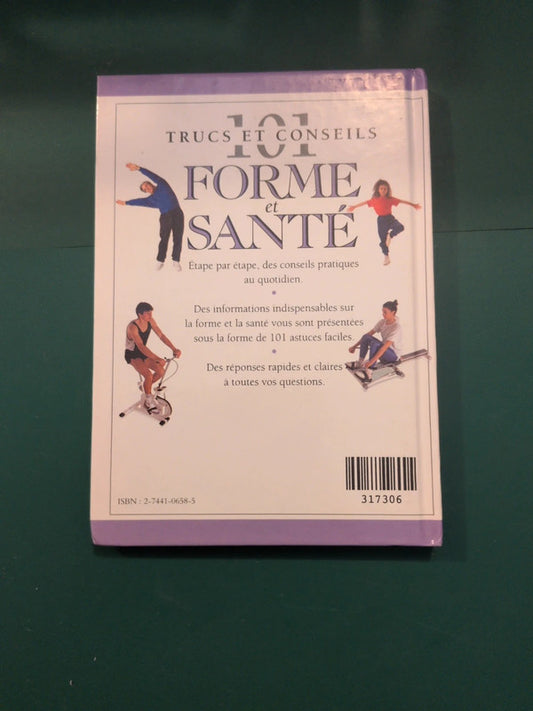 101
TRUCS ET CONSEILS
FORME
et
SANTÉ
Étape par étape, des conseils pratiques
au quotidien.
•
Des informations indispensables sur
la forme et la santé vous sont présentées
sous la forme de 101 astuces faciles.
•
Des réponses rapides et claires
à toutes vos questions.
ISBN : 2-7441-0658-5
317306